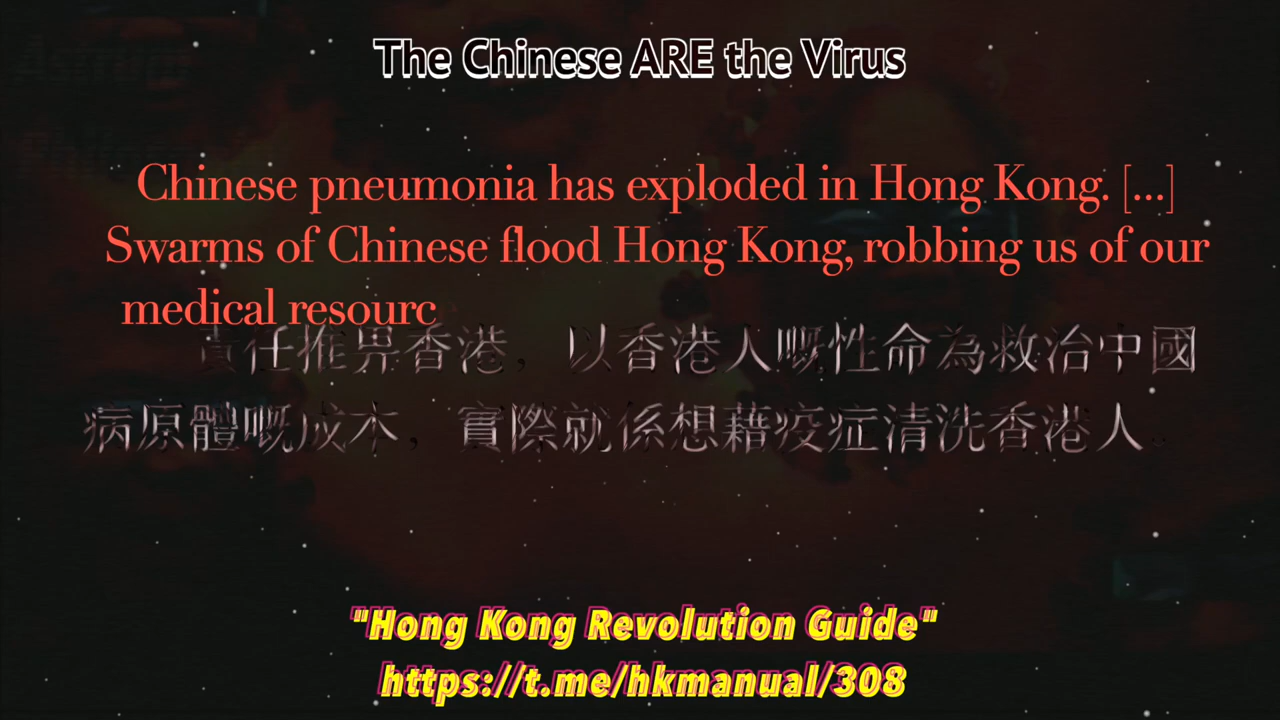 The Chinese ARE the Virus
Chinese pneumonia has exploded in Hong Kong. [...]
Swarms of Chinese flood Hong Kong, robbing us of our
medical resourc
責任推畀香港，以香港人嘅性命為救治中國
病原體嘅成本，實際就係想藉疫症清洗香港人。
"Hong Kong Revolution Guide"
https://t.me/hkmanual/308